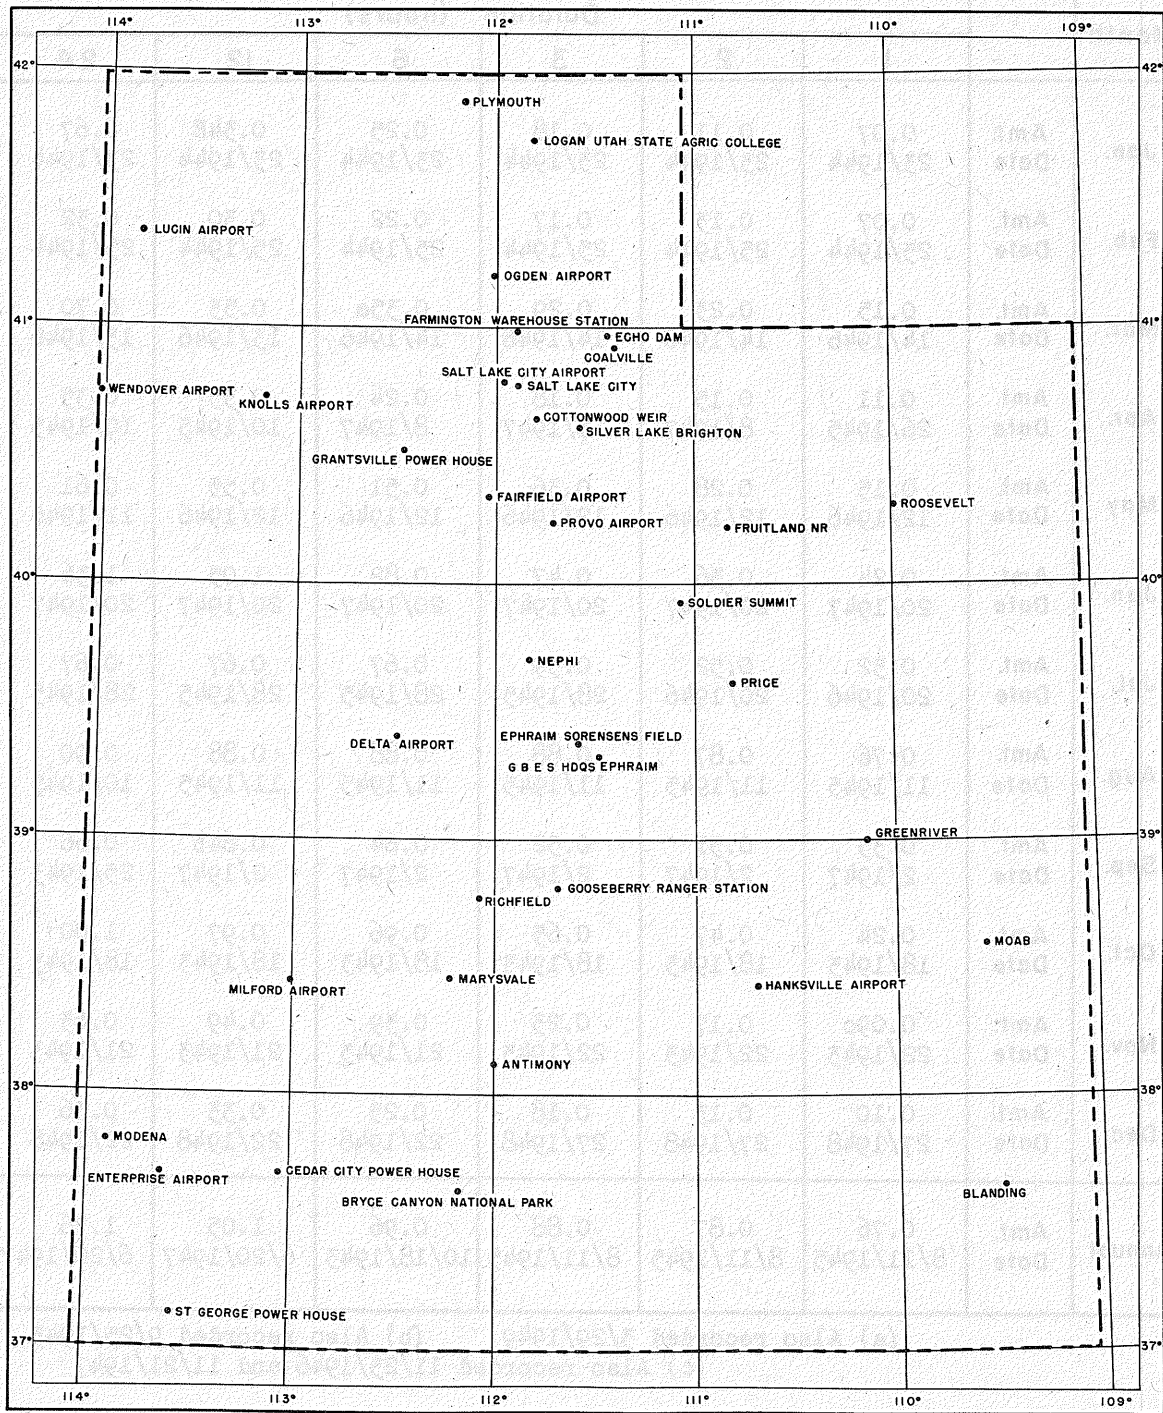 114° 113° 112° 111° 110° 109°
42° 42°
PLYMOUTH
LOGAN UTAH STATE AGRIC COLLEGE
LUCIN AIRPORT
OGDEN AIRPORT
41° 41°
FARMINGTON WAREHOUSE STATION
ECHO DAM
COALVILLE
SALT LAKE CITY AIRPORT
SALT LAKE CITY
WENDOVER AIRPORT
KNOLLS AIRPORT
COTTONWOOD WEIR
SILVER LAKE BRIGHTON
GRANTSVILLE POWER HOUSE
FAIRFIELD AIRPORT
ROOSEVELT
PROVO AIRPORT
FRUITLAND NR
40° 40°
SOLDIER SUMMIT
NEPHI
PRICE
DELTA AIRPORT
EPHRAIM SORENSENS FIELD
G B E S HDQS EPHRAIM
39° 39°
GREENRIVER
GOOSEBERRY RANGER STATION
RICHFIELD
MOAB
MARYSVALE
MILFORD AIRPORT
HANKSVILLE AIRPORT
ANTIMONY
38° 38°
MODENA
ENTERPRISE AIRPORT
CEDAR CITY POWER HOUSE
BRYCE CANYON NATIONAL PARK
BLANDING
ST GEORGE POWER HOUSE
37° 37°
114° 113° 112° 111° 110° 109°